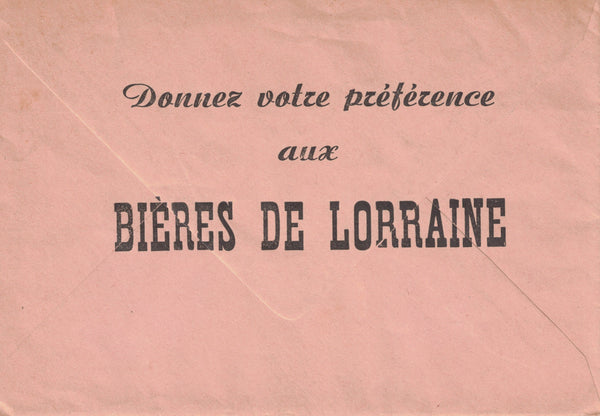 Donnez votre préférence
aux
BIÈRES DE LORRAINE